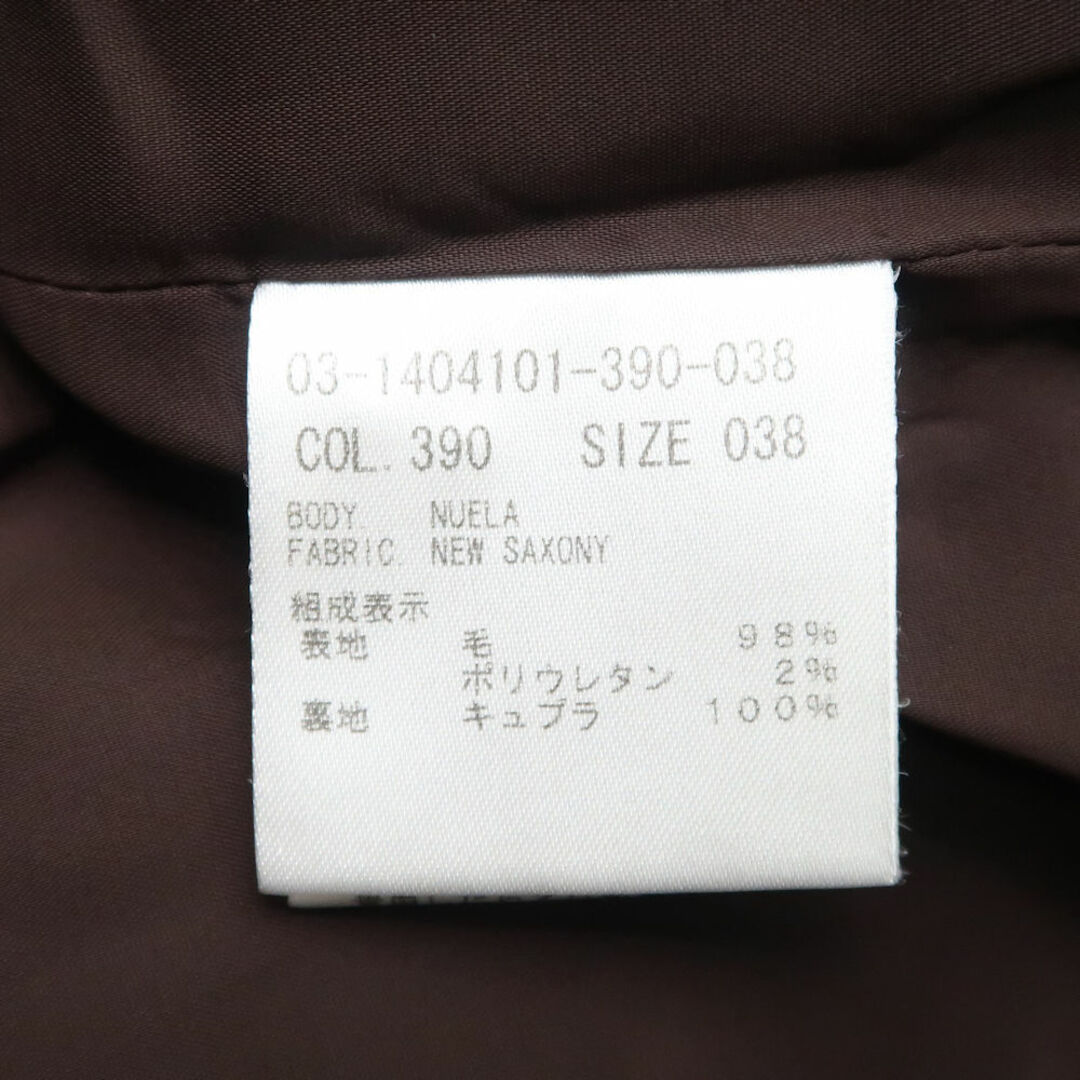 03-1404101-390-038
COL. 390 SIZE 038
BODY. NUELA
FABRIC. NEW SAXONY
組成表示
表地 毛 98%
ポリウレタン 2%
裏地 キュプラ 100%